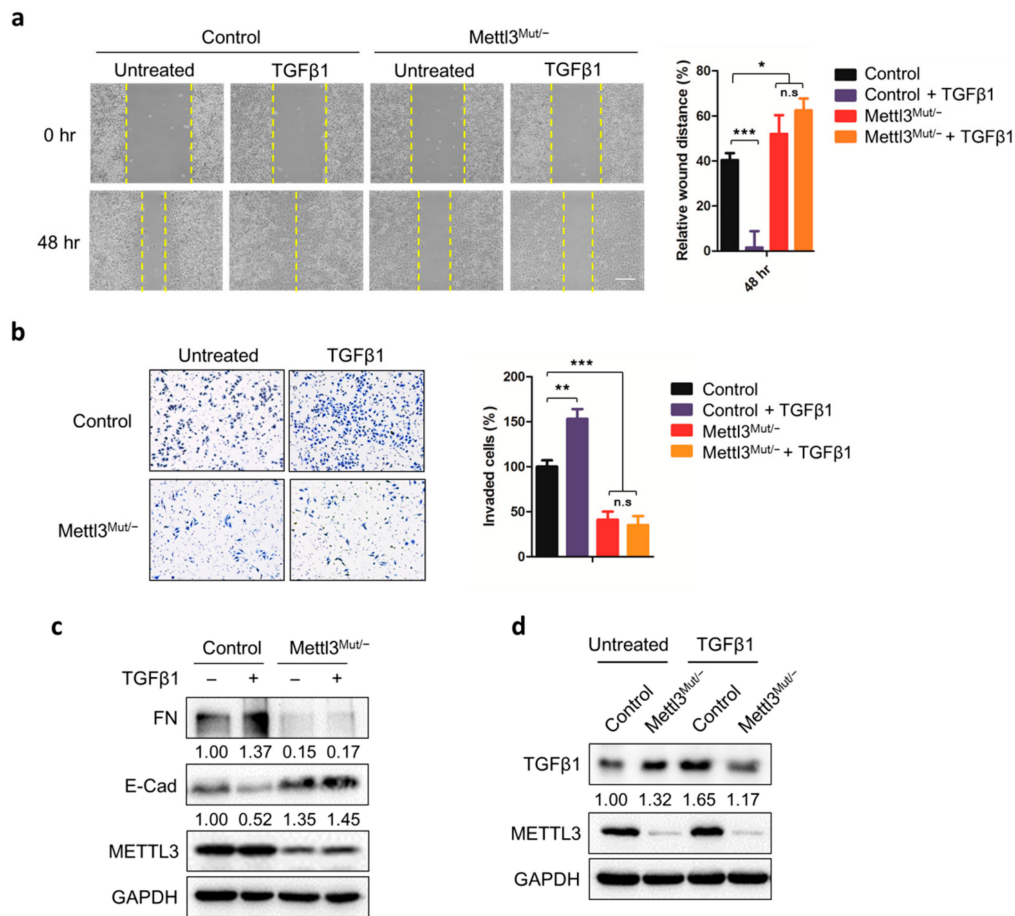 a
Control Mettl3Mut/−
Untreated TGFβ1 Untreated TGFβ1
0 hr
48 hr
Relative wound distance (%)
80
60
40
20
0
*
n.s
***
48 hr
Control
Control + TGFβ1
Mettl3Mut/−
Mettl3Mut/− + TGFβ1
b
Untreated TGFβ1
Control
Mettl3Mut/−
Invaded cells (%)
200
150
100
50
0
***
**
n.s
Control
Control + TGFβ1
Mettl3Mut/−
Mettl3Mut/− + TGFβ1
c
Control Mettl3Mut/−
TGFβ1 − + − +
FN
1.00 1.37 0.15 0.17
E-Cad
1.00 0.52 1.35 1.45
METTL3
GAPDH
d
Untreated TGFβ1
Control Mettl3Mut/− Control Mettl3Mut/−
TGFβ1
1.00 1.32 1.65 1.17
METTL3
GAPDH